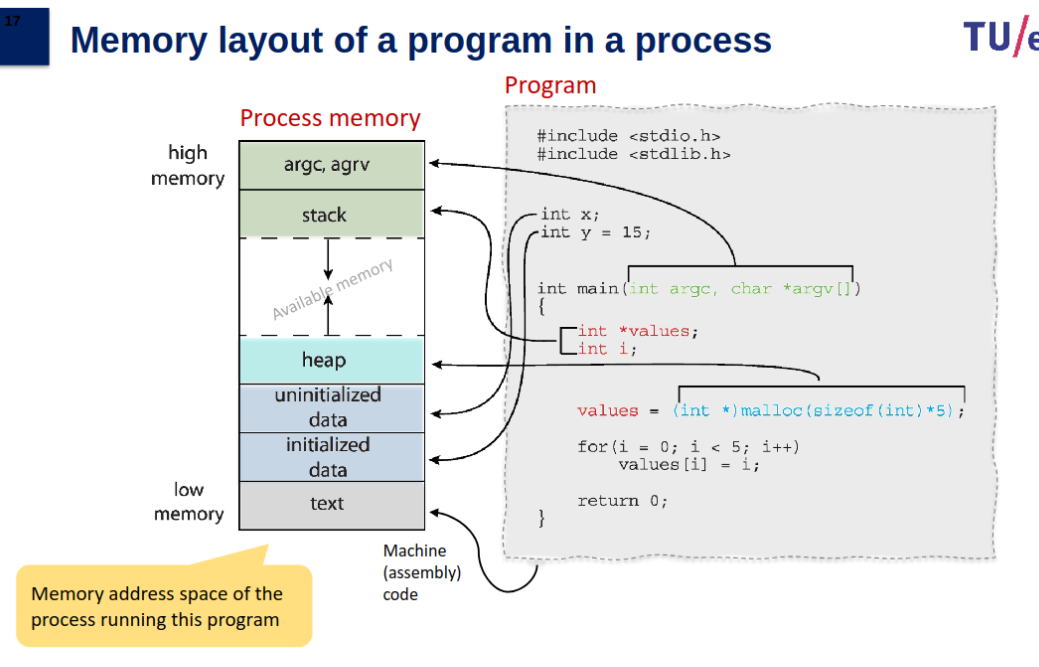 17
Memory layout of a program in a process
TU/e
Program
Process memory
high
memory
argc, agrv
stack
Available memory
heap
uninitialized
data
initialized
data
low
memory
text
#include <stdio.h>
#include <stdlib.h>
int x;
int y = 15;
int main(int argc, char *argv[])
{
int *values;
int i;
values = (int *)malloc(sizeof(int)*5);
for(i = 0; i < 5; i++)
values[i] = i;
return 0;
}
Machine
(assembly)
code
Memory address space of the
process running this program